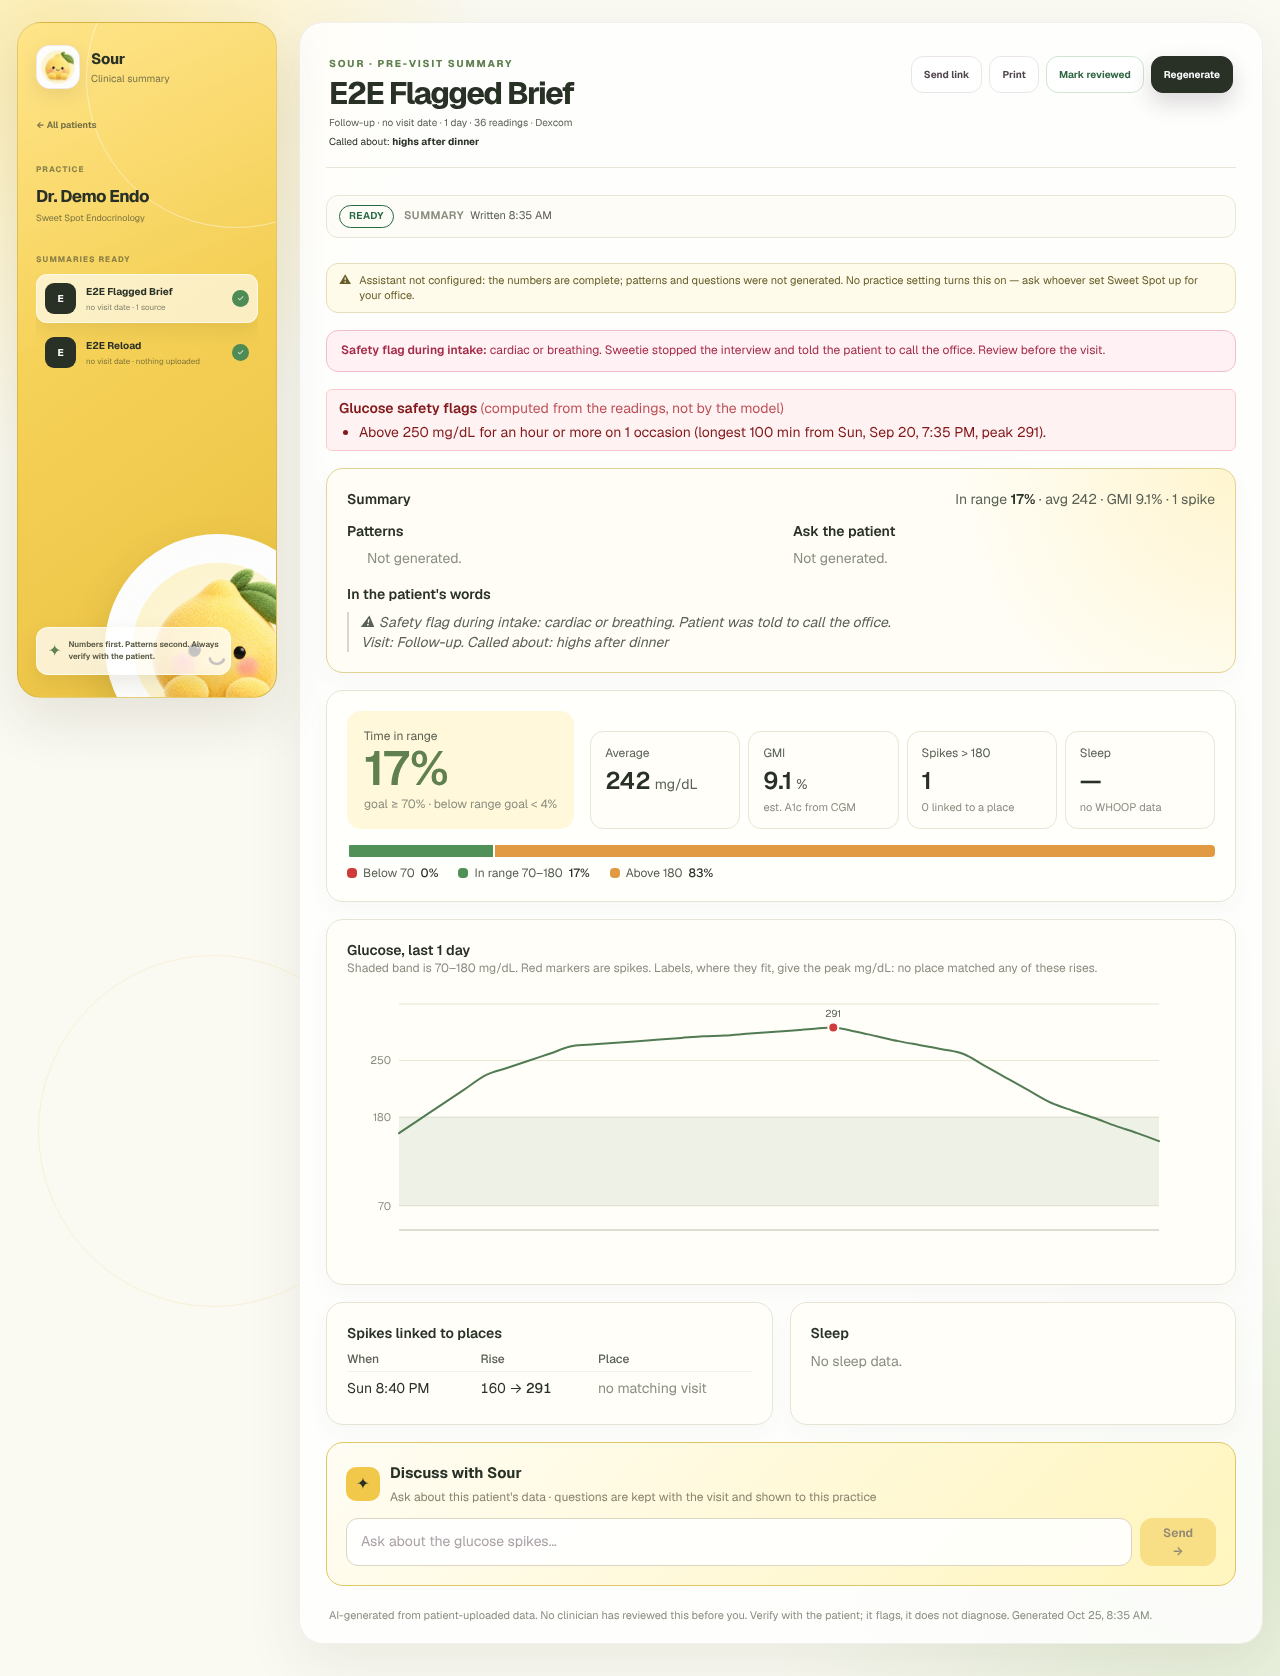 Sour
Clinical summary
← All patients
PRACTICE
Dr. Demo Endo
Sweet Spot Endocrinology
SUMMARIES READY
E
E2E Flagged Brief
no visit date · 1 source
E
E2E Reload
no visit date · nothing uploaded
Numbers first. Patterns second. Always
verify with the patient.
SOUR · PRE-VISIT SUMMARY
E2E Flagged Brief
Follow-up · no visit date · 1 day · 36 readings · Dexcom
Called about: highs after dinner
Send link
Print
Mark reviewed
Regenerate
READY SUMMARY Written 8:35 AM
⚠ Assistant not configured: the numbers are complete; patterns and questions were not generated. No practice setting turns this on — ask whoever set Sweet Spot up for
your office.
Safety flag during intake: cardiac or breathing. Sweetie stopped the interview and told the patient to call the office. Review before the visit.
Glucose safety flags (computed from the readings, not by the model)
• Above 250 mg/dL for an hour or more on 1 occasion (longest 100 min from Sun, Sep 20, 7:35 PM, peak 291).
Summary
In range 17% · avg 242 · GMI 9.1% · 1 spike
Patterns
Not generated.
Ask the patient
Not generated.
In the patient's words
⚠ Safety flag during intake: cardiac or breathing. Patient was told to call the office.
Visit: Follow-up. Called about: highs after dinner
Time in range
17%
goal ≥ 70% · below range goal < 4%
Average
242 mg/dL
GMI
9.1 %
est. A1c from CGM
Spikes > 180
1
0 linked to a place
Sleep
—
no WHOOP data
Below 70 0%
In range 70–180 17%
Above 180 83%
Glucose, last 1 day
Shaded band is 70–180 mg/dL. Red markers are spikes. Labels, where they fit, give the peak mg/dL: no place matched any of these rises.
291
250
180
70
Spikes linked to places
When Rise Place
Sun 8:40 PM 160 → 291 no matching visit
Sleep
No sleep data.
Discuss with Sour
Ask about this patient's data · questions are kept with the visit and shown to this practice
Ask about the glucose spikes...
Send
→
AI-generated from patient-uploaded data. No clinician has reviewed this before you. Verify with the patient; it flags, it does not diagnose. Generated Oct 25, 8:35 AM.